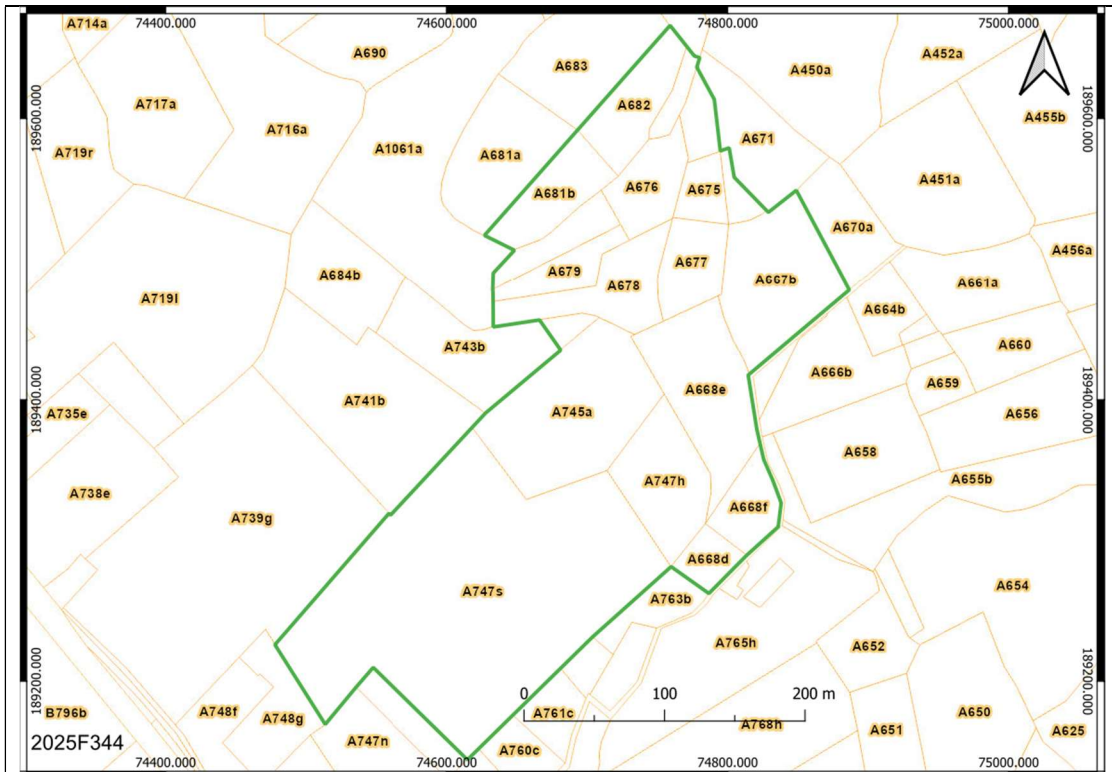 74400.000 74600.000 74800.000 75000.000
A714a
A690
A683
A450a
A452a
A717a
A716a
A682
A455b
189600.000
189600.000
A719r
A1061a
A681a
A671
A681b
A676
A675
A451a
A670a
A456a
A684b
A679
A678
A677
A667b
A661a
A719l
A664b
A743b
A660
A741b
A745a
A668e
A666b
A659
A656
189400.000
189400.000
A735e
A658
A655b
A738e
A739g
A747h
A668f
A668d
A747s
A763b
A654
A765h
A652
189200.000
189200.000
0 100 200 m
B796b
A748f
A748g
A761c
A768h
A650
A651
A625
2025F344
A747n
A760c
74400.000 74600.000 74800.000 75000.000